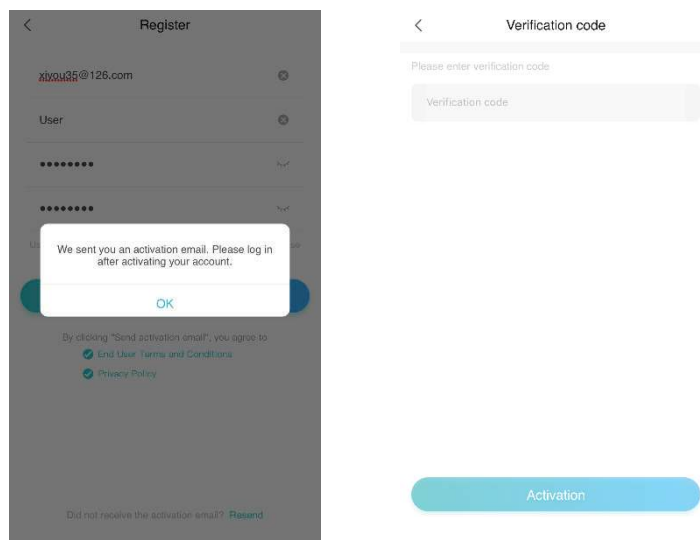 Register
xjyou35@126.com
User
We sent you an activation email. Please log in
after activating your account.
OK
By clicking "Send activation email", you agree to
End User Terms and Conditions
Privacy Policy
Did not receive the activation email? Resend
Verification code
Please enter verification code
Verification code
Activation